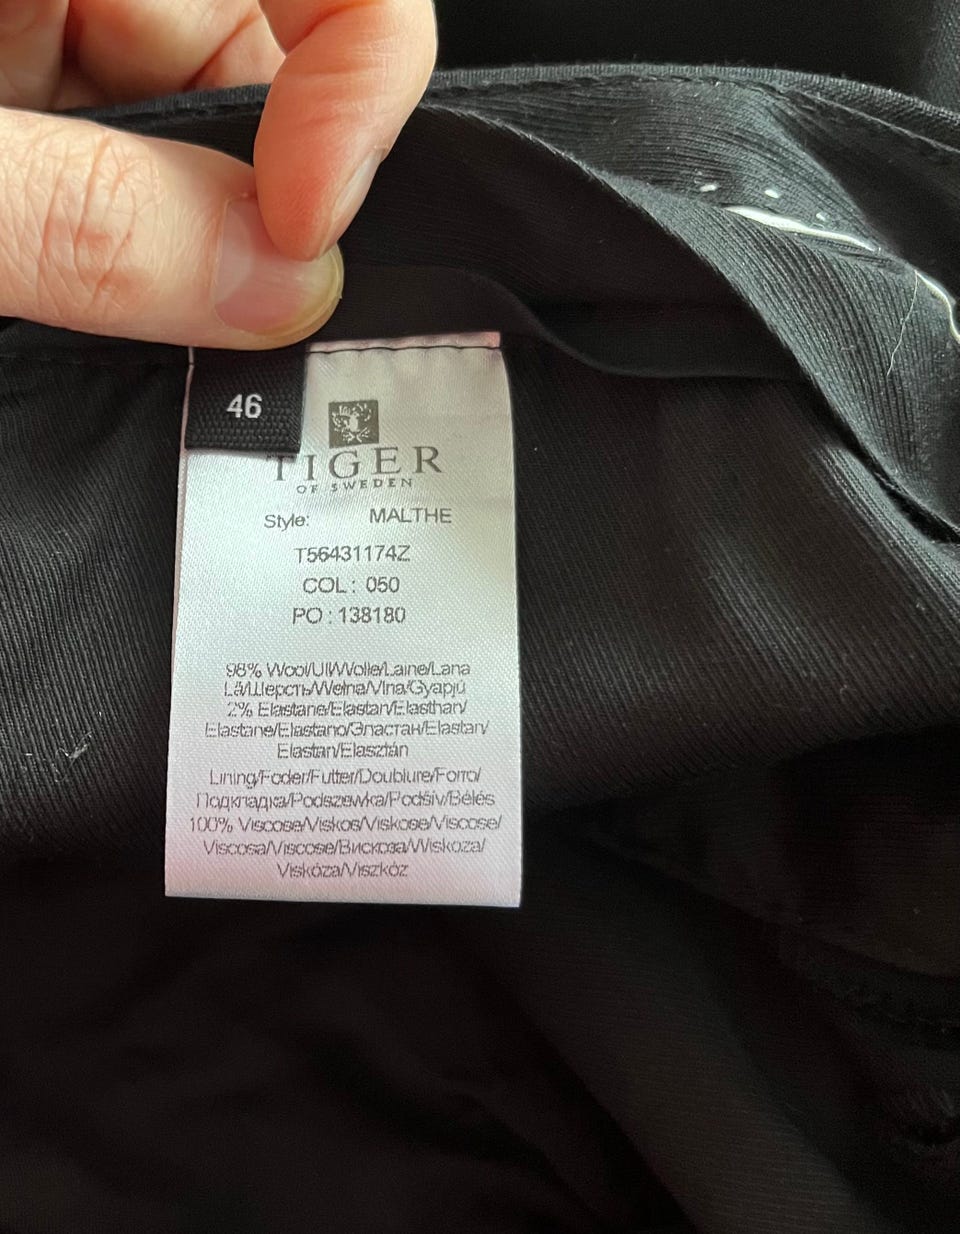 46
TIGER
OF SWEDEN
Style: MALTHE
T56431174Z
COL : 050
PO : 138180
98% Wool/Ull/Wolle/Laine/Lana
Lã/Шерсть/Wełna/Vlna/Gyapjú
2% Elastane/Elastan/Elasthan/
Elastane/Elastano/Эластан/Elastan/
Elastan/Elasztán
Lining/Foder/Futter/Doublure/Forro/
Подкладка/Podszewka/Podšív/Bélés
100% Viscose/Viskos/Viskose/Viscose/
Viscosa/Viscose/Вискоза/Wiskoza/
Viskóza/Viszkóz